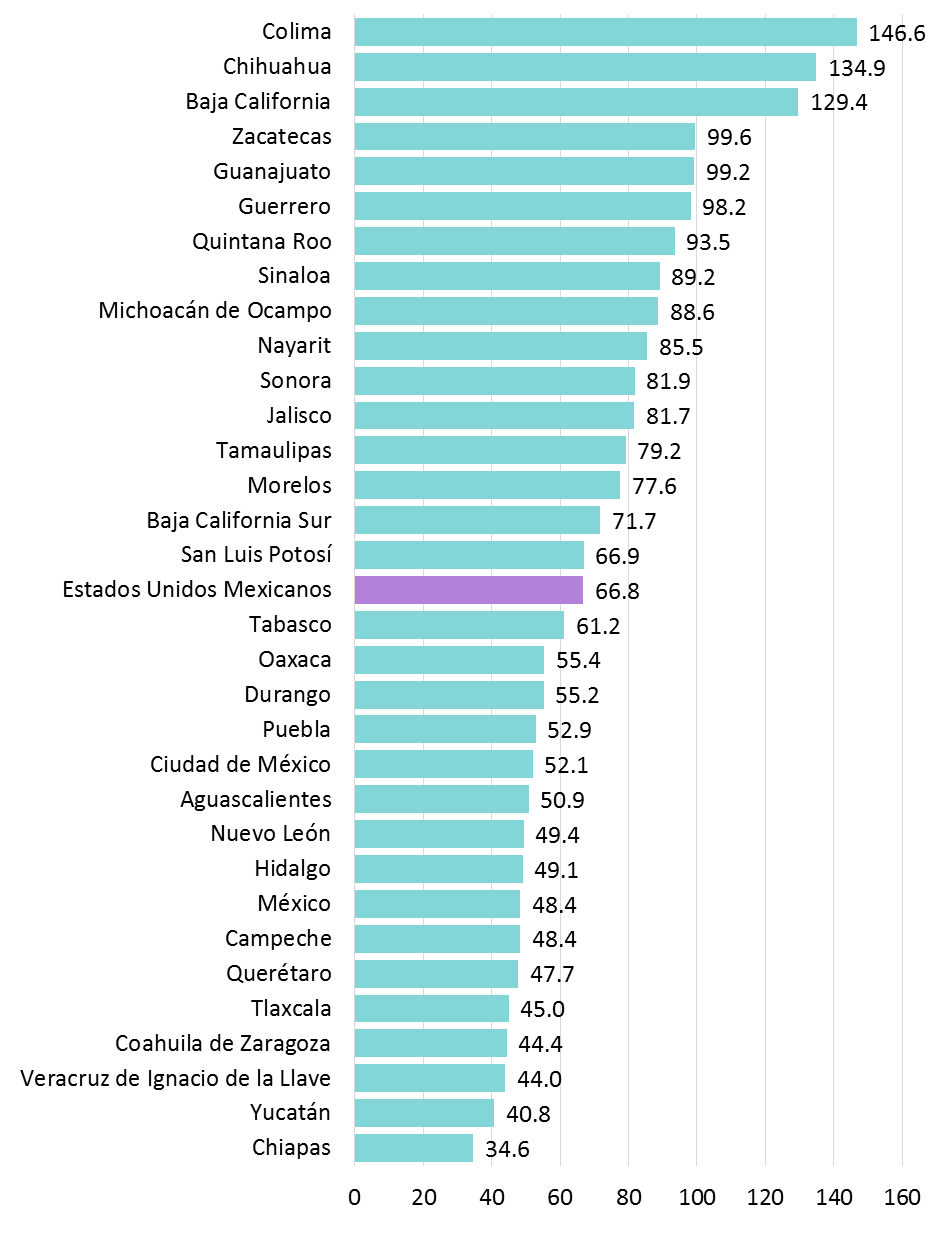 Colima 146.6
Chihuahua 134.9
Baja California 129.4
Zacatecas 99.6
Guanajuato 99.2
Guerrero 98.2
Quintana Roo 93.5
Sinaloa 89.2
Michoacán de Ocampo 88.6
Nayarit 85.5
Sonora 81.9
Jalisco 81.7
Tamaulipas 79.2
Morelos 77.6
Baja California Sur 71.7
San Luis Potosí 66.9
Estados Unidos Mexicanos 66.8
Tabasco 61.2
Oaxaca 55.4
Durango 55.2
Puebla 52.9
Ciudad de México 52.1
Aguascalientes 50.9
Nuevo León 49.4
Hidalgo 49.1
México 48.4
Campeche 48.4
Querétaro 47.7
Tlaxcala 45.0
Coahuila de Zaragoza 44.4
Veracruz de Ignacio de la Llave 44.0
Yucatán 40.8
Chiapas 34.6
0 20 40 60 80 100 120 140 160